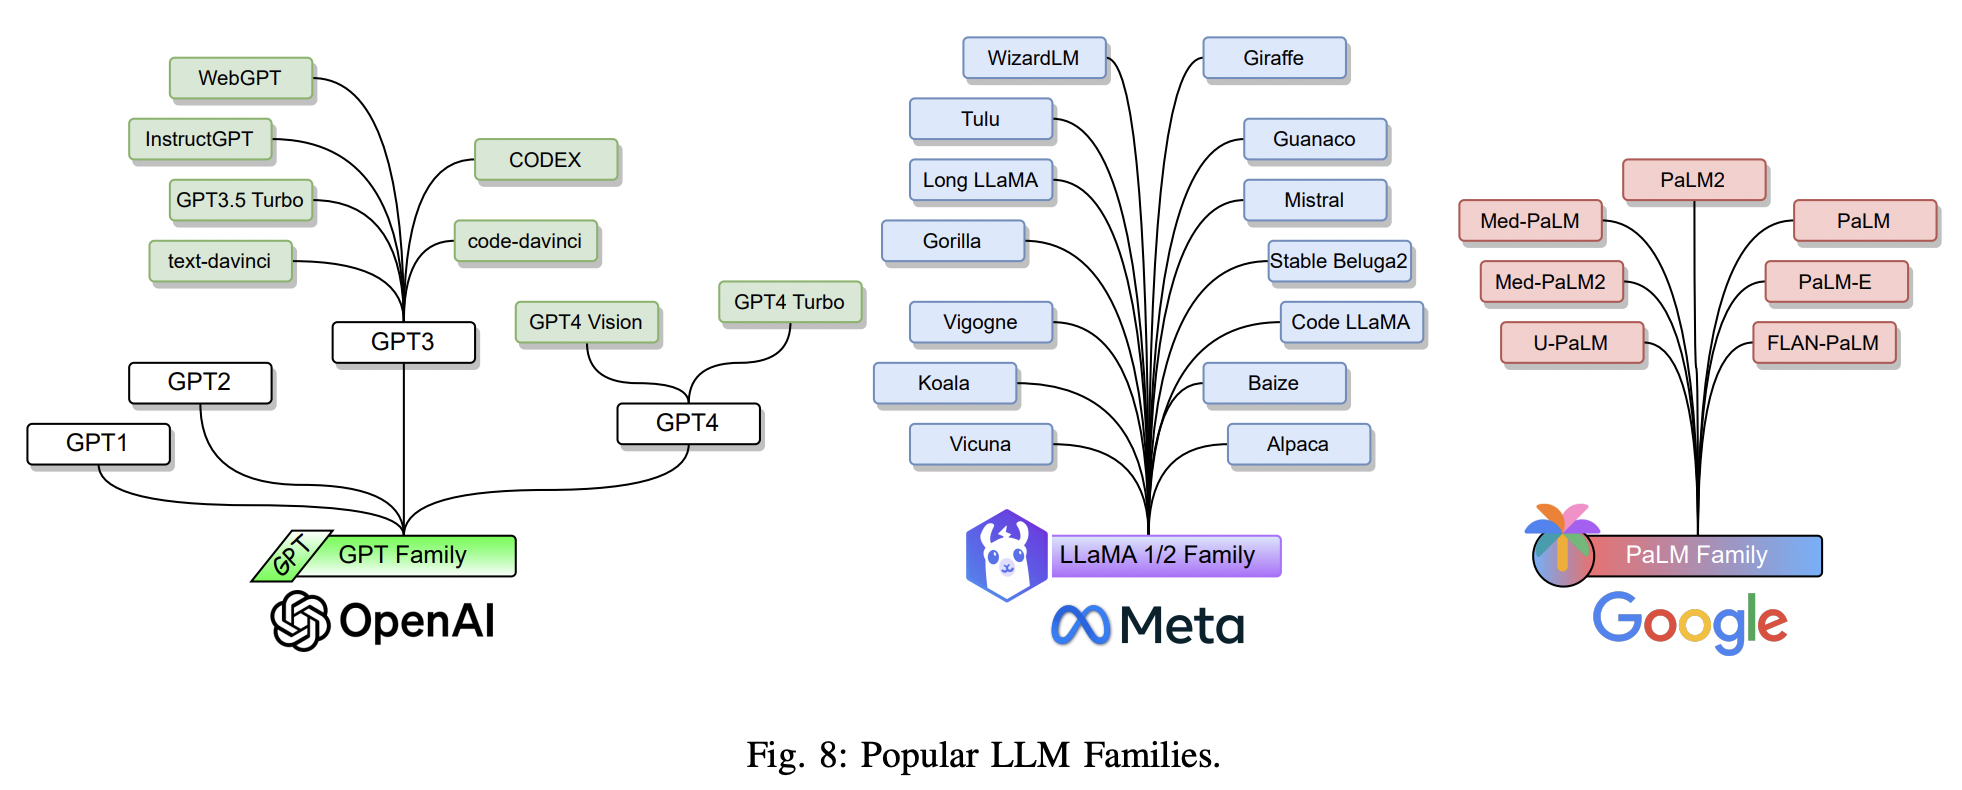 WebGPT
InstructGPT
CODEX
GPT3.5 Turbo
code-davinci
text-davinci
GPT4 Vision
GPT4 Turbo
GPT3
GPT2
GPT4
GPT1
GPT
GPT Family
OpenAI
WizardLM
Giraffe
Tulu
Guanaco
Long LLaMA
Mistral
Gorilla
Stable Beluga2
Vigogne
Code LLaMA
Koala
Baize
Vicuna
Alpaca
LLaMA 1/2 Family
Meta
PaLM2
Med-PaLM
PaLM
Med-PaLM2
PaLM-E
U-PaLM
FLAN-PaLM
PaLM Family
Google
Fig. 8: Popular LLM Families.